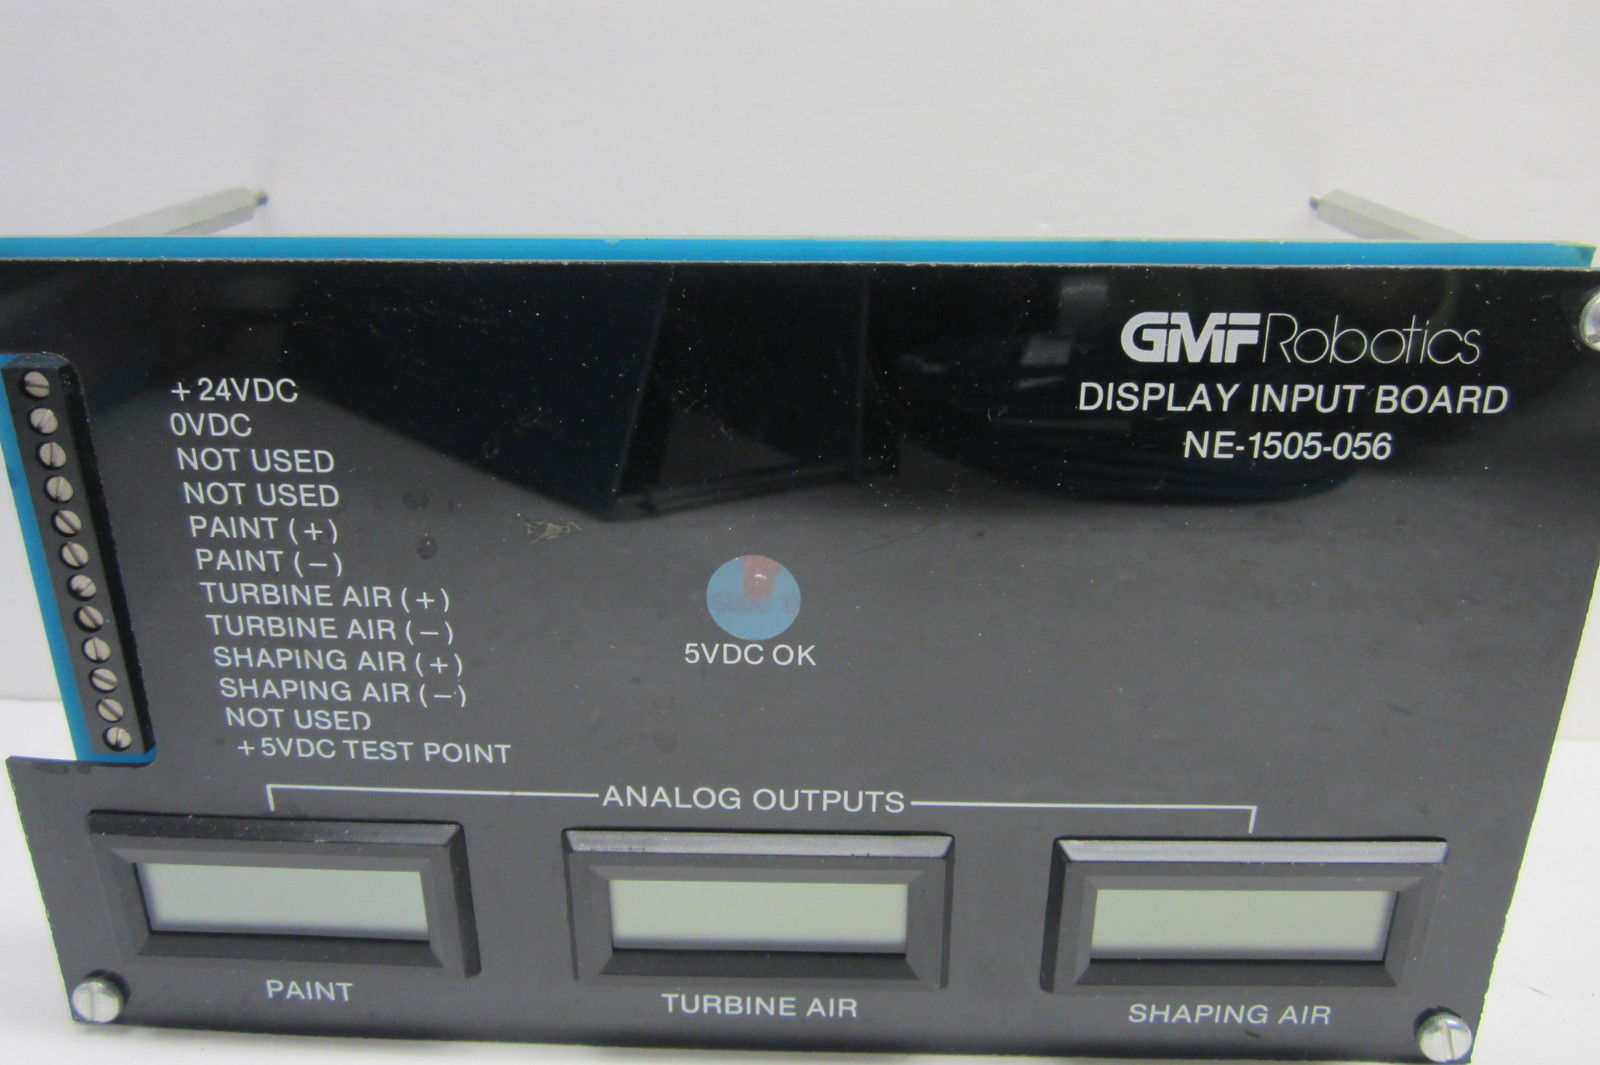 GMFRobotics
DISPLAY INPUT BOARD
NE-1505-056
+24VDC
0VDC
NOT USED
NOT USED
PAINT (+)
PAINT (-)
TURBINE AIR (+)
TURBINE AIR (-)
SHAPING AIR (+)
SHAPING AIR (-)
NOT USED
+5VDC TEST POINT
5VDC OK
ANALOG OUTPUTS
PAINT
TURBINE AIR
SHAPING AIR